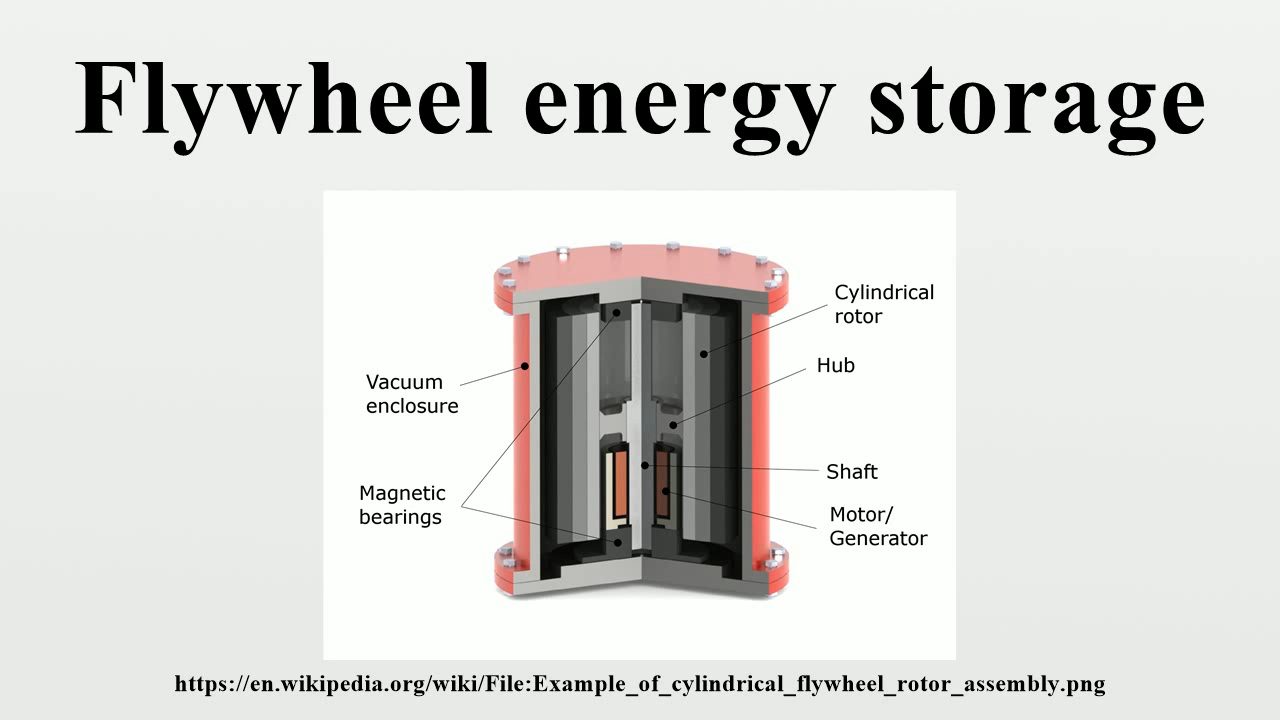 Flywheel energy storage
Cylindrical
rotor
Hub
Vacuum
enclosure
Shaft
Magnetic
bearings
Motor/
Generator
https://en.wikipedia.org/wiki/File:Example_of_cylindrical_flywheel_rotor_assembly.png